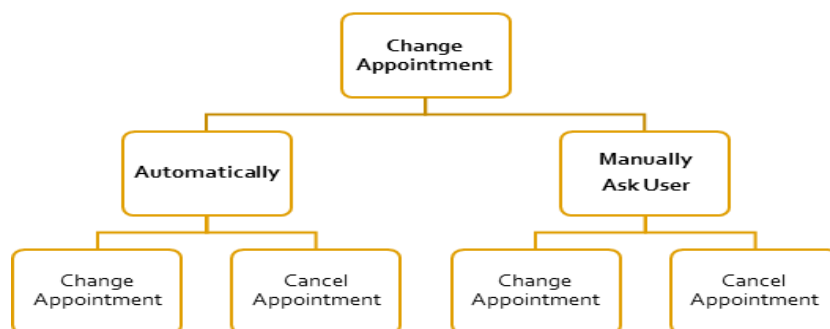 Change
Appointment
Automatically
Manually
Ask User
Change
Appointment
Cancel
Appointment
Change
Appointment
Cancel
Appointment